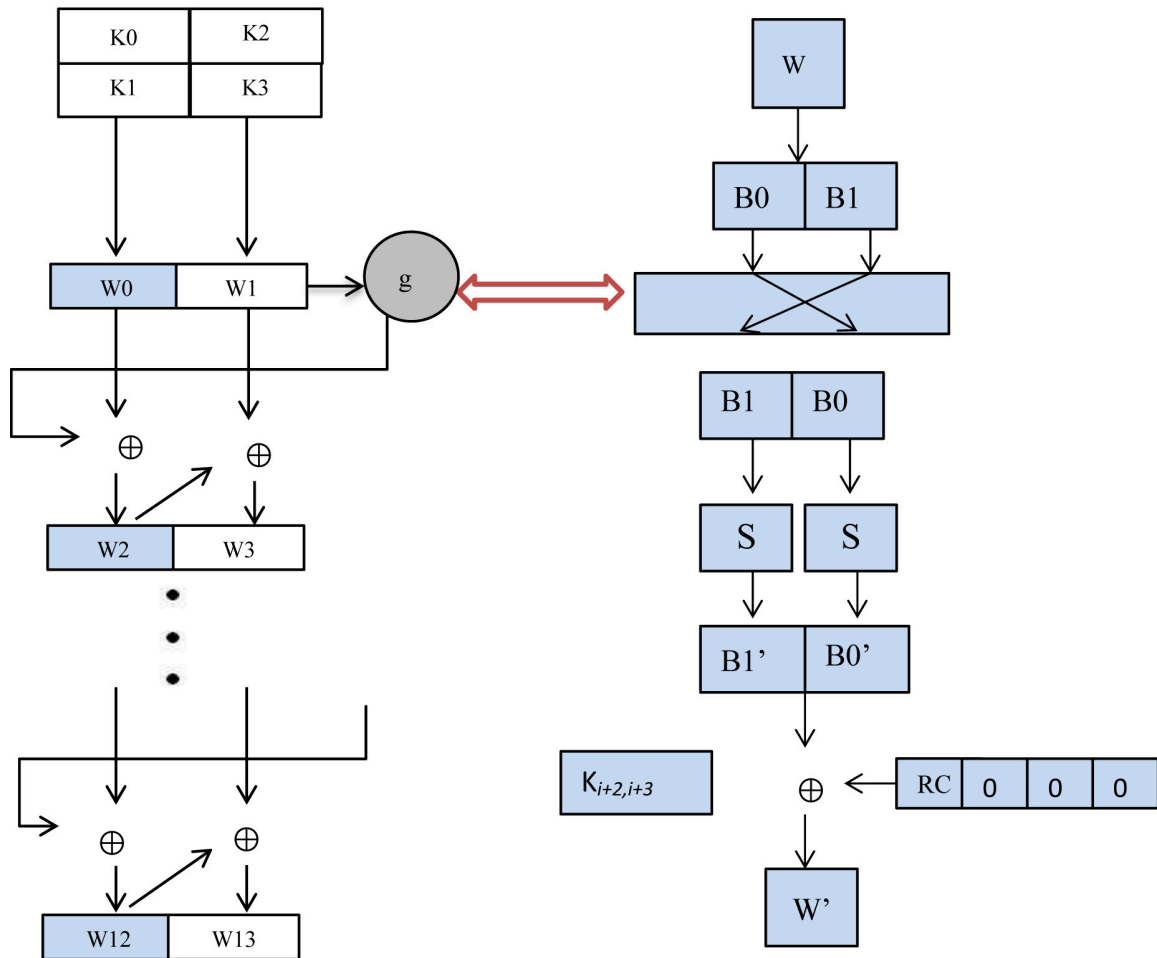 K0 K2
K1 K3
W0 W1
g
⊕ ⊕
W2 W3
⊕ ⊕
W12 W13
W
B0 B1
B1 B0
S S
B1’ B0’
Ki+2,i+3
⊕
RC 0 0 0
W’